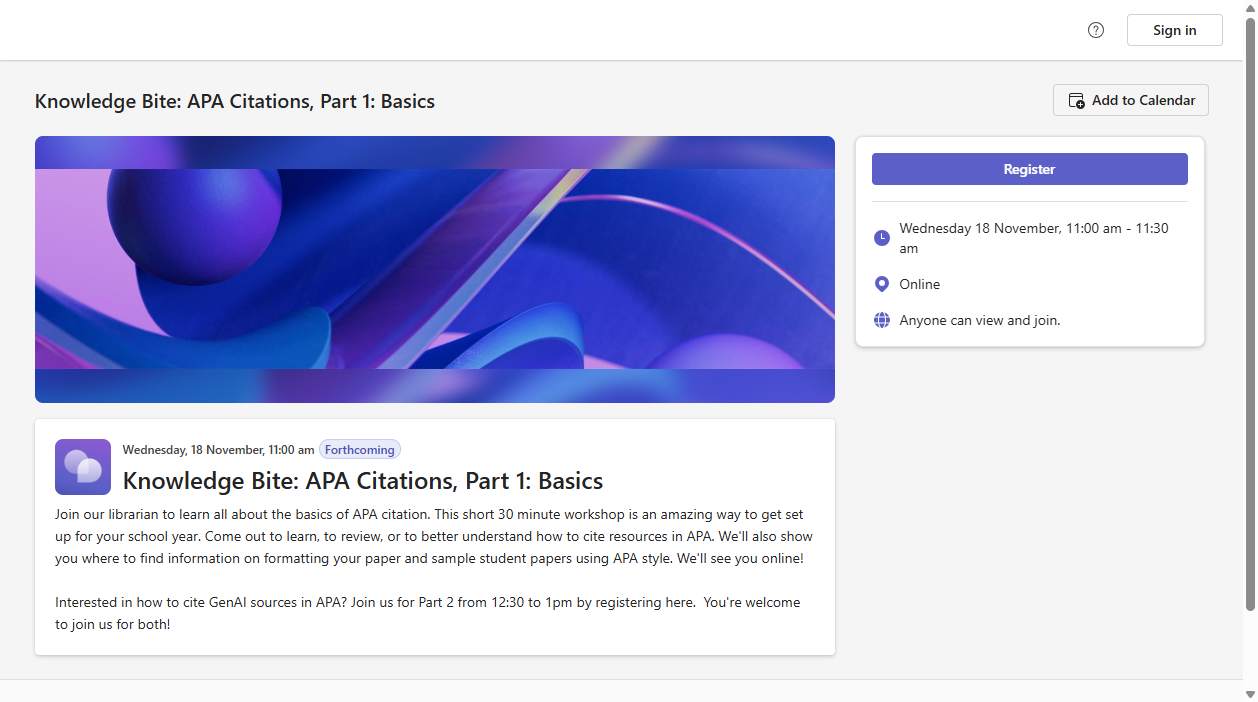 Sign in
Knowledge Bite: APA Citations, Part 1: Basics
Add to Calendar
Register
Wednesday 18 November, 11:00 am - 11:30
am
Online
Anyone can view and join.
Wednesday, 18 November, 11:00 am Forthcoming
Knowledge Bite: APA Citations, Part 1: Basics
Join our librarian to learn all about the basics of APA citation. This short 30 minute workshop is an amazing way to get set
up for your school year. Come out to learn, to review, or to better understand how to cite resources in APA. We'll also show
you where to find information on formatting your paper and sample student papers using APA style. We'll see you online!
Interested in how to cite GenAI sources in APA? Join us for Part 2 from 12:30 to 1pm by registering here.  You're welcome
to join us for both!